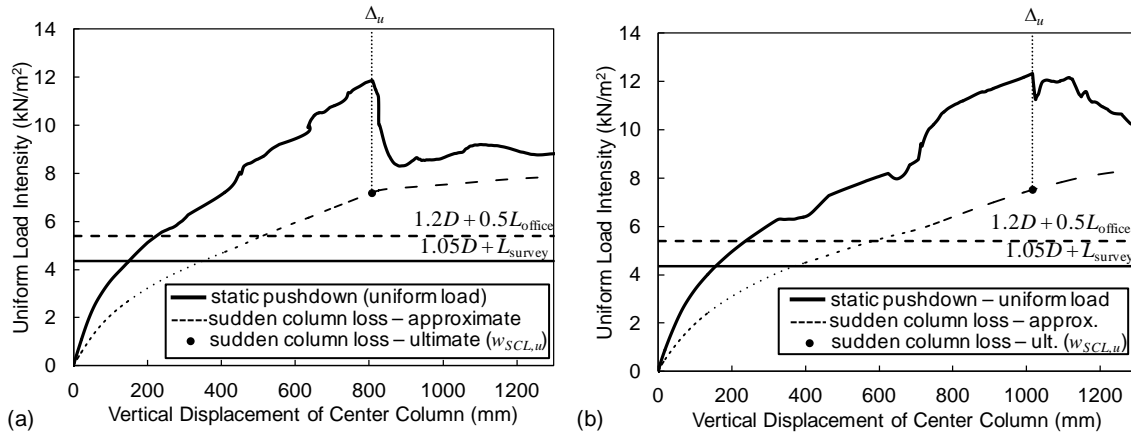 Δu
14
12
10
8
6
4
2
0
Uniform Load Intensity (kN/m²)
1.2D + 0.5Loffice
1.05D + Lsurvey
static pushdown (uniform load)
sudden column loss – approximate
sudden column loss – ultimate (wSCL,u)
0 200 400 600 800 1000 1200
(a) Vertical Displacement of Center Column (mm)
Δu
14
12
10
8
6
4
2
0
Uniform Load Intensity (kN/m²)
1.2D + 0.5Loffice
1.05D + Lsurvey
static pushdown – uniform load
sudden column loss – approx.
sudden column loss – ult. (wSCL,u)
0 200 400 600 800 1000 1200
(b) Vertical Displacement of Center Column (mm)